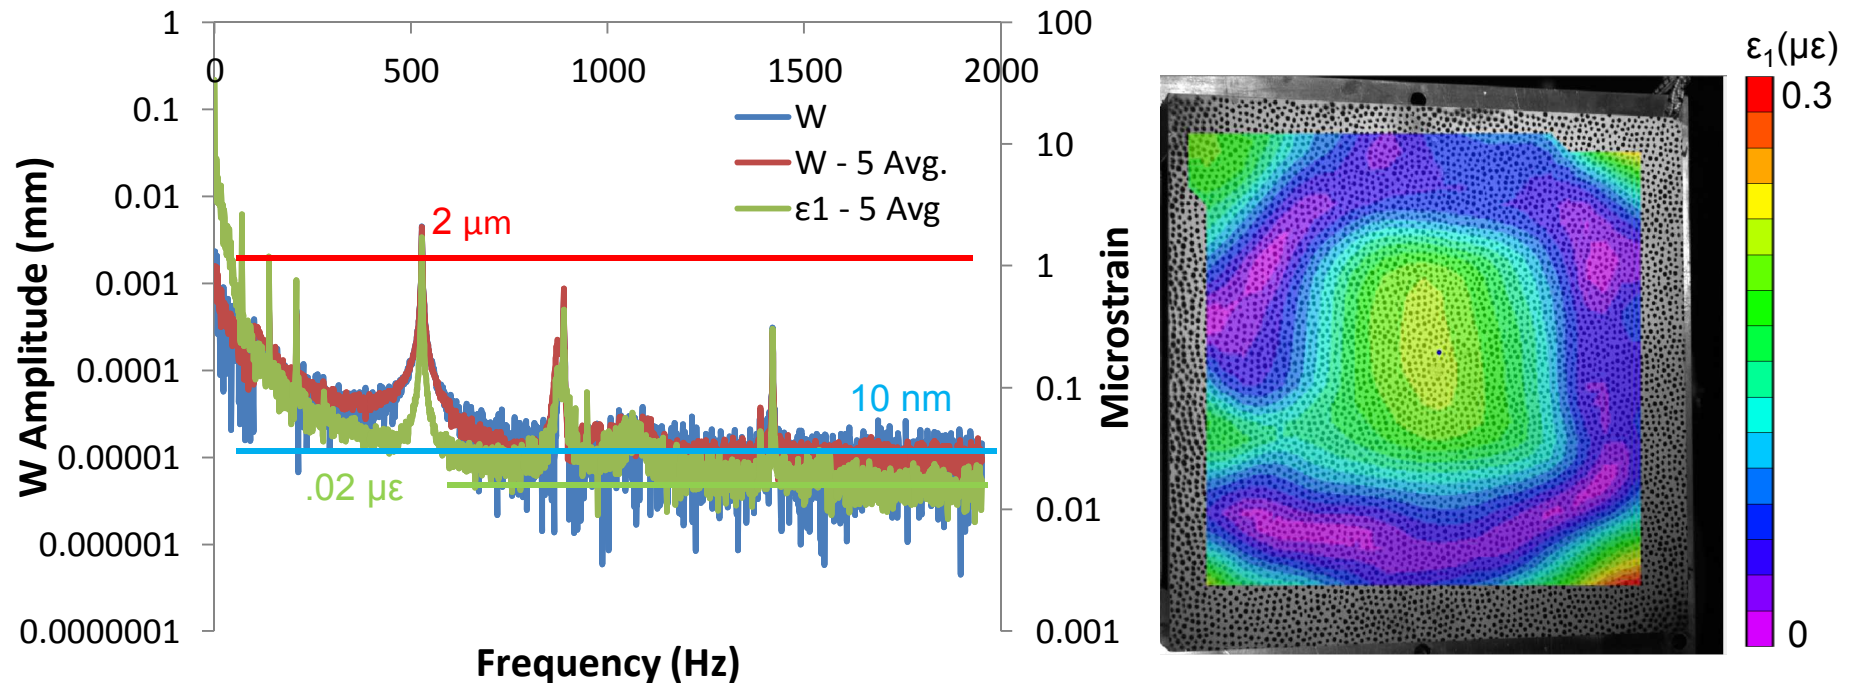 1
0.1
0.01
0.001
0.0001
0.00001
0.000001
0.0000001
W Amplitude (mm)
0 500 1000 1500 2000
Frequency (Hz)
W
W - 5 Avg.
ε1 - 5 Avg
2 μm
10 nm
.02 με
100
10
1
0.1
0.01
0.001
Microstrain
ε1(με)
0.3
0